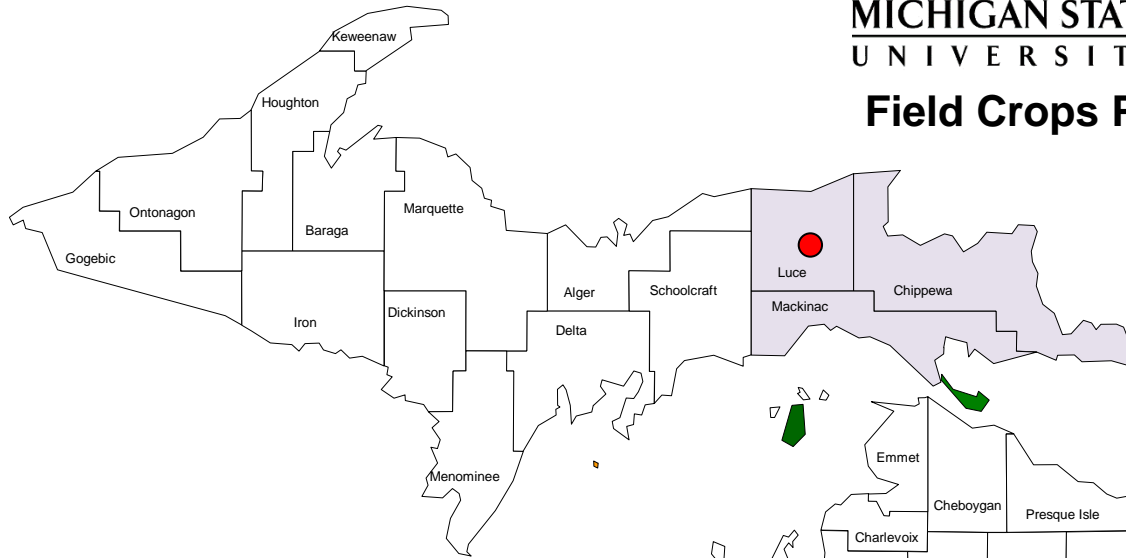 MICHIGAN STAT
UNIVERSIT
Field Crops P
Keweenaw
Houghton
Ontonagon
Baraga
Marquette
Gogebic
Iron
Dickinson
Alger
Schoolcraft
Delta
Luce
Mackinac
Chippewa
Menominee
Emmet
Cheboygan
Presque Isle
Charlevoix